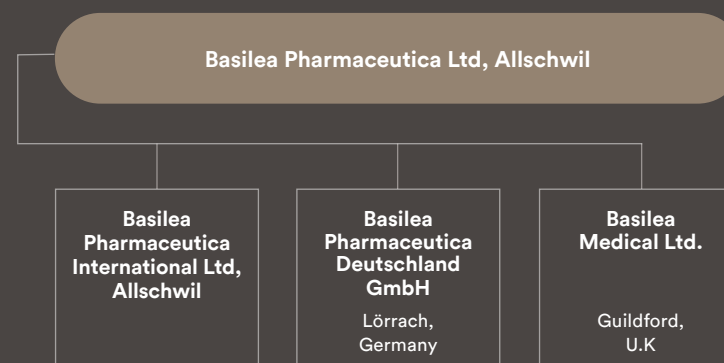 Basilea Pharmaceutica Ltd, Allschwil
Basilea
Pharmaceutica
International Ltd,
Allschwil
Basilea
Pharmaceutica
Deutschland
GmbH
Lörrach,
Germany
Basilea
Medical Ltd.
Guildford,
U.K